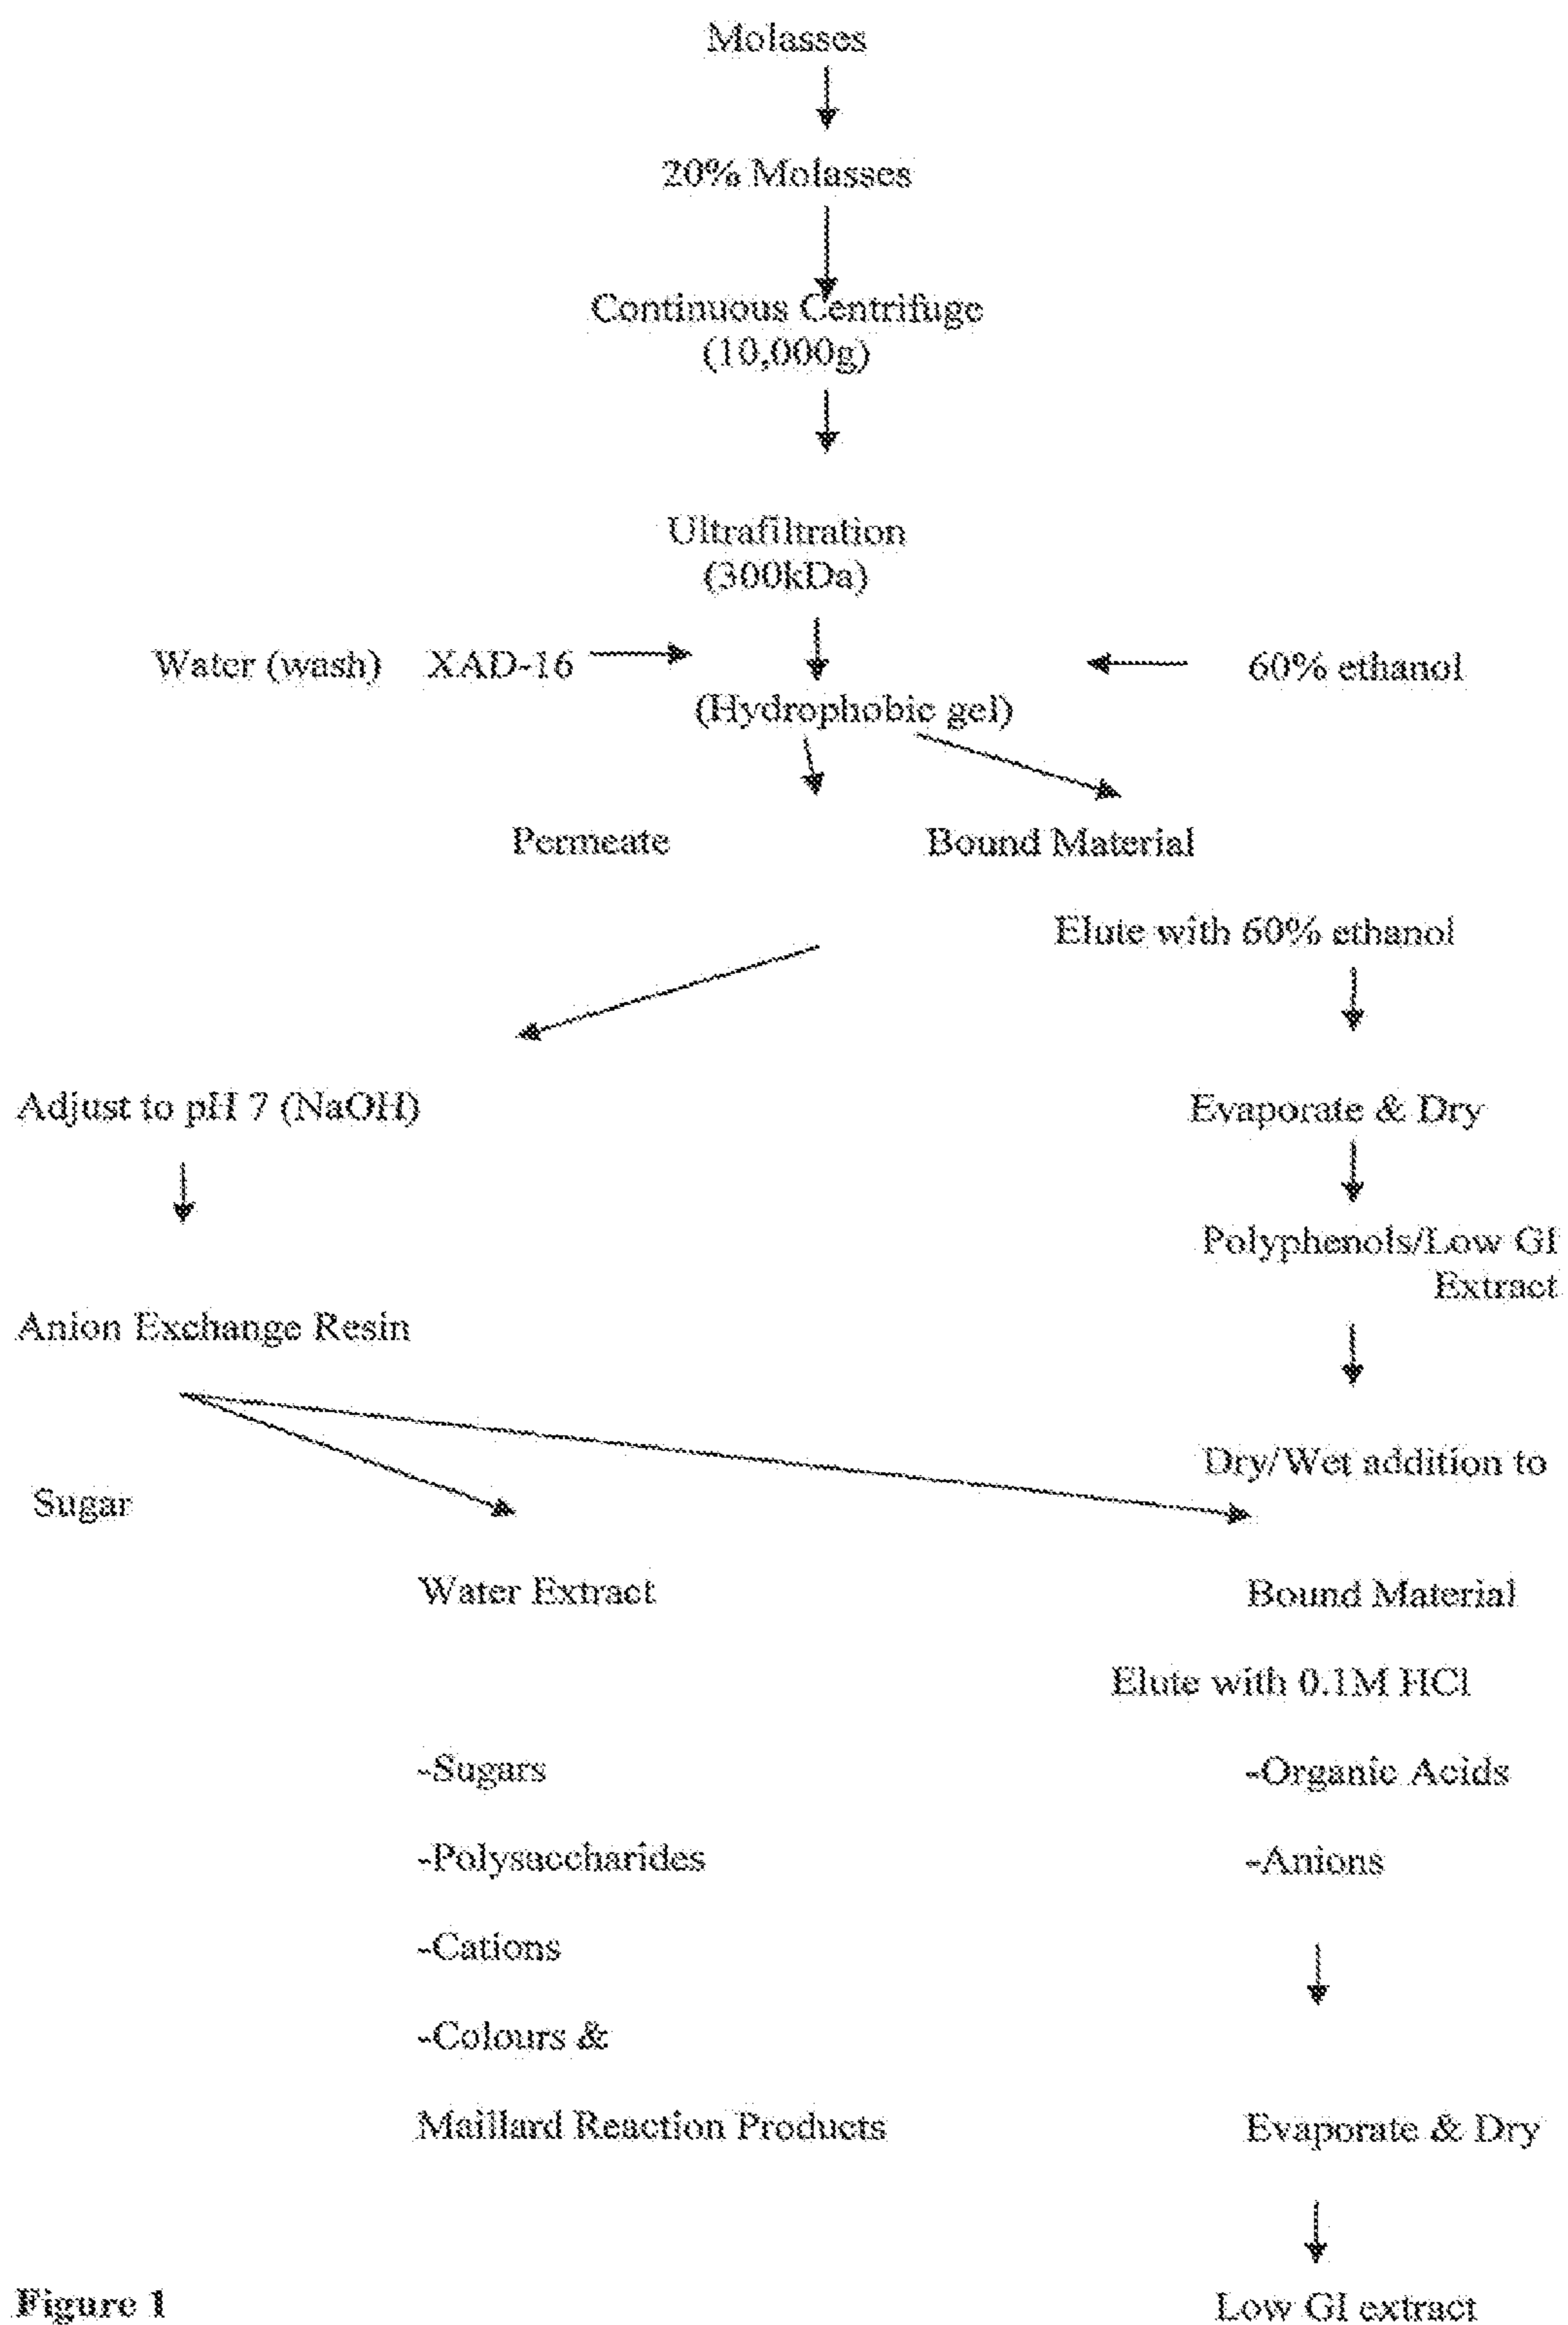 Molasses
20% Molasses
Continuous Centrifuge
(10,000g)
Ultrafiltration
(300kDa)
Water (wash) XAD-16 60% ethanol
(Hydrophobic gel)
Permeate Bound Material
Elute with 60% ethanol
Adjust to pH 7 (NaOH) Evaporate & Dry
Polyphenols/Low GI
Extract
Anion Exchange Resin
Dry/Wet addition to
Sugar
Water Extract Bound Material
Elute with 0.1M HCl
-Sugars -Organic Acids
-Polysaccharides -Anions
-Cations
-Colours &
Maillard Reaction Products Evaporate & Dry
Figure 1 Low GI extract